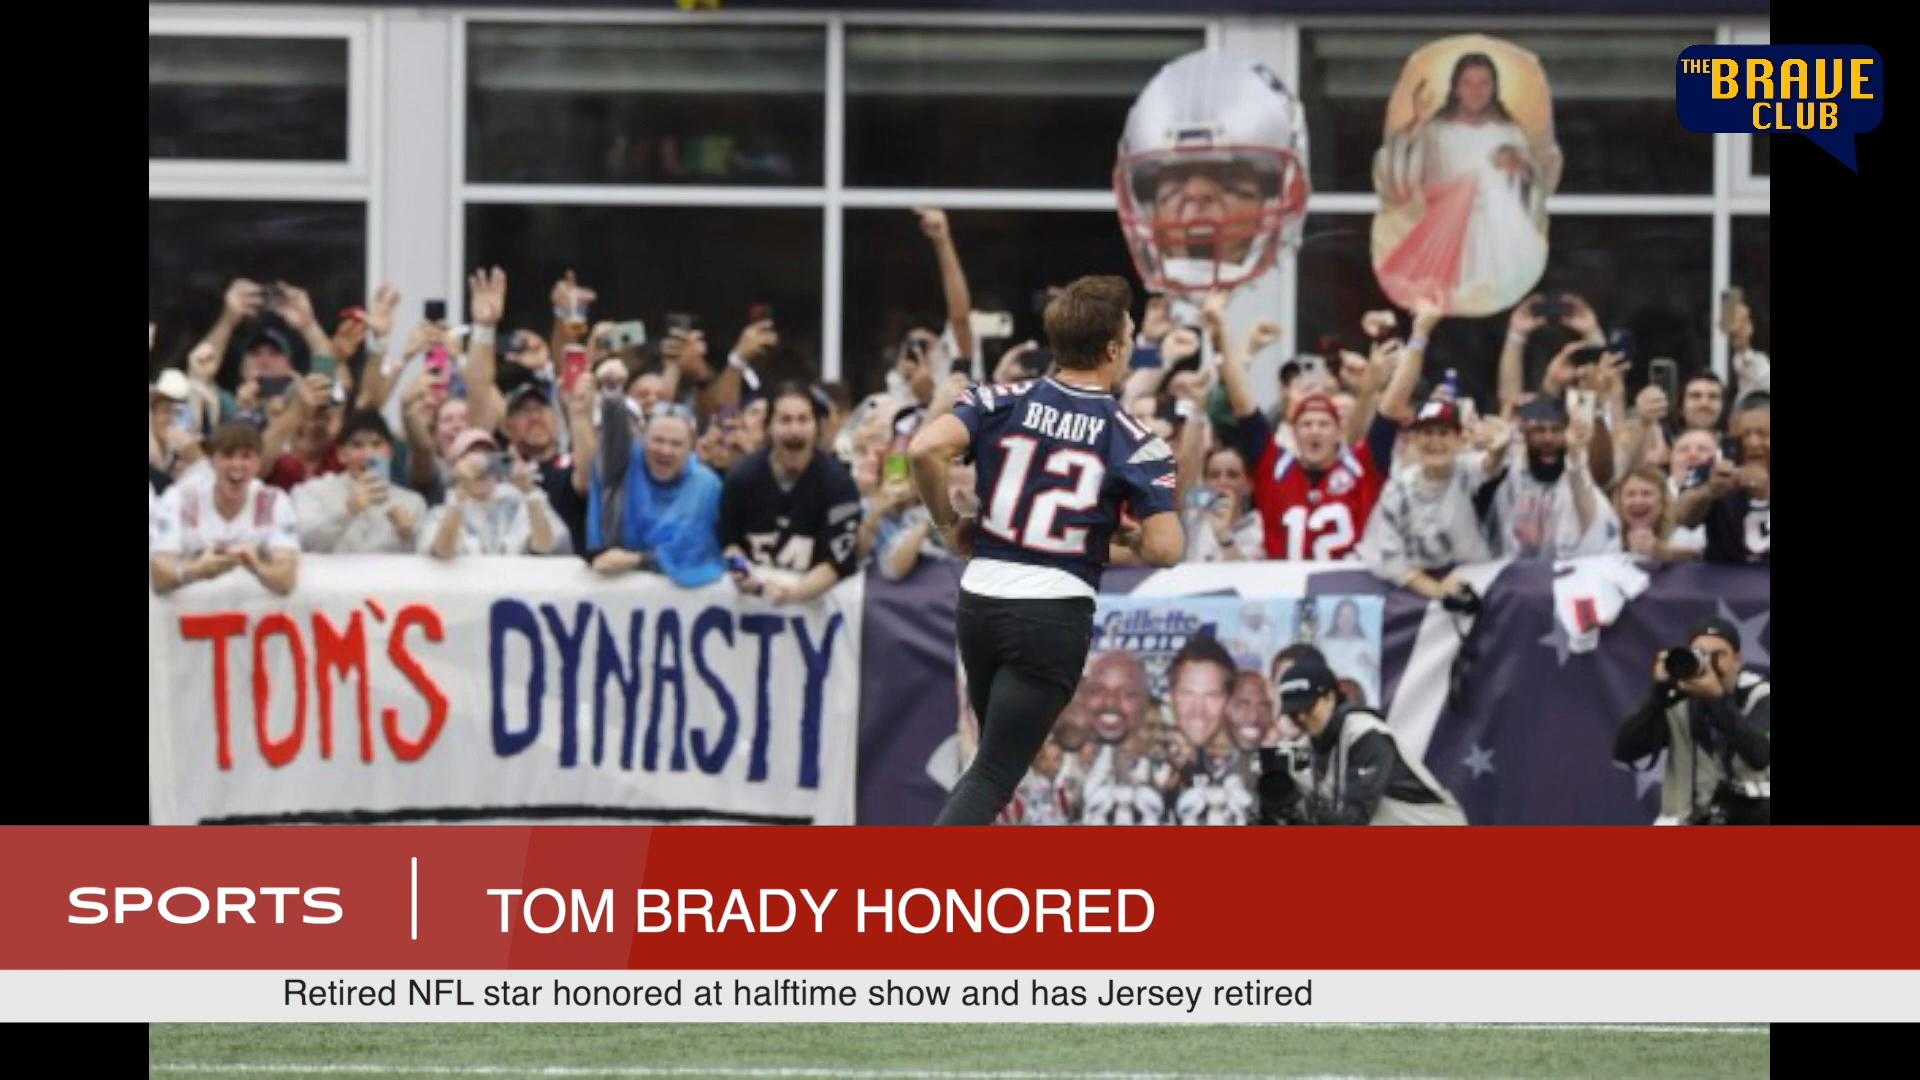 THE BRAVE
CLUB
BRADY
12
54
12
TOM'S DYNASTY
Gillette
STADIUM
SPORTS
TOM BRADY HONORED
Retired NFL star honored at halftime show and has Jersey retired